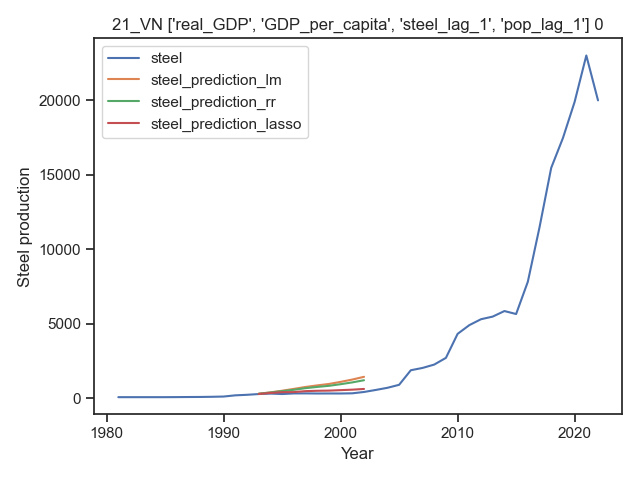 21_VN ['real_GDP', 'GDP_per_capita', 'steel_lag_1', 'pop_lag_1'] 0
steel
steel_prediction_lm
steel_prediction_rr
steel_prediction_lasso
20000
15000
10000
5000
0
Steel production
1980 1990 2000 2010 2020
Year